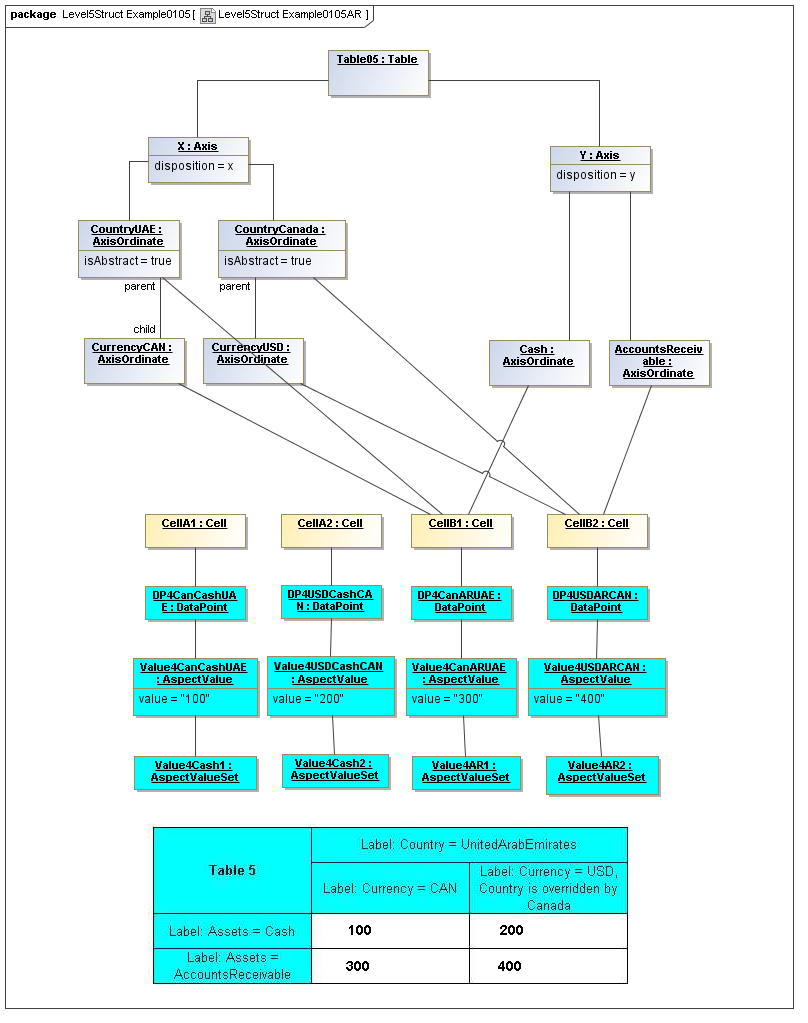 package Level5Struct Example0105[ Level5Struct Example0105AR ]
Table05 : Table
X : Axis
disposition = x
Y : Axis
disposition = y
CountryUAE :
AxisOrdinate
isAbstract = true
CountryCanada :
AxisOrdinate
isAbstract = true
parent
parent
child
CurrencyCAN :
AxisOrdinate
CurrencyUSD :
AxisOrdinate
Cash :
AxisOrdinate
AccountsReceiv
able :
AxisOrdinate
CellA1 : Cell
CellA2 : Cell
CellB1 : Cell
CellB2 : Cell
DP4CanCashUA
E : DataPoint
DP4USDCashCA
N : DataPoint
DP4CanARUAE :
DataPoint
DP4USDARCAN :
DataPoint
Value4CanCashUAE
: AspectValue
value = "100"
Value4USDCashCAN
: AspectValue
value = "200"
Value4CanARUAE
: AspectValue
value = "300"
Value4USDARCAN :
AspectValue
value = "400"
Value4Cash1 :
AspectValueSet
Value4Cash2 :
AspectValueSet
Value4AR1 :
AspectValueSet
Value4AR2 :
AspectValueSet
Table 5
Label: Country = UnitedArabEmirates
Label: Currency = CAN
Label: Currency = USD,
Country is overridden by
Canada
Label: Assets = Cash
100
200
Label: Assets =
AccountsReceivable
300
400